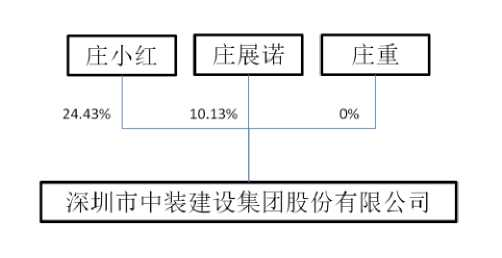 庄小红 庄展诺 庄重
24.43% 10.13% 0%
深圳市中装建设集团股份有限公司